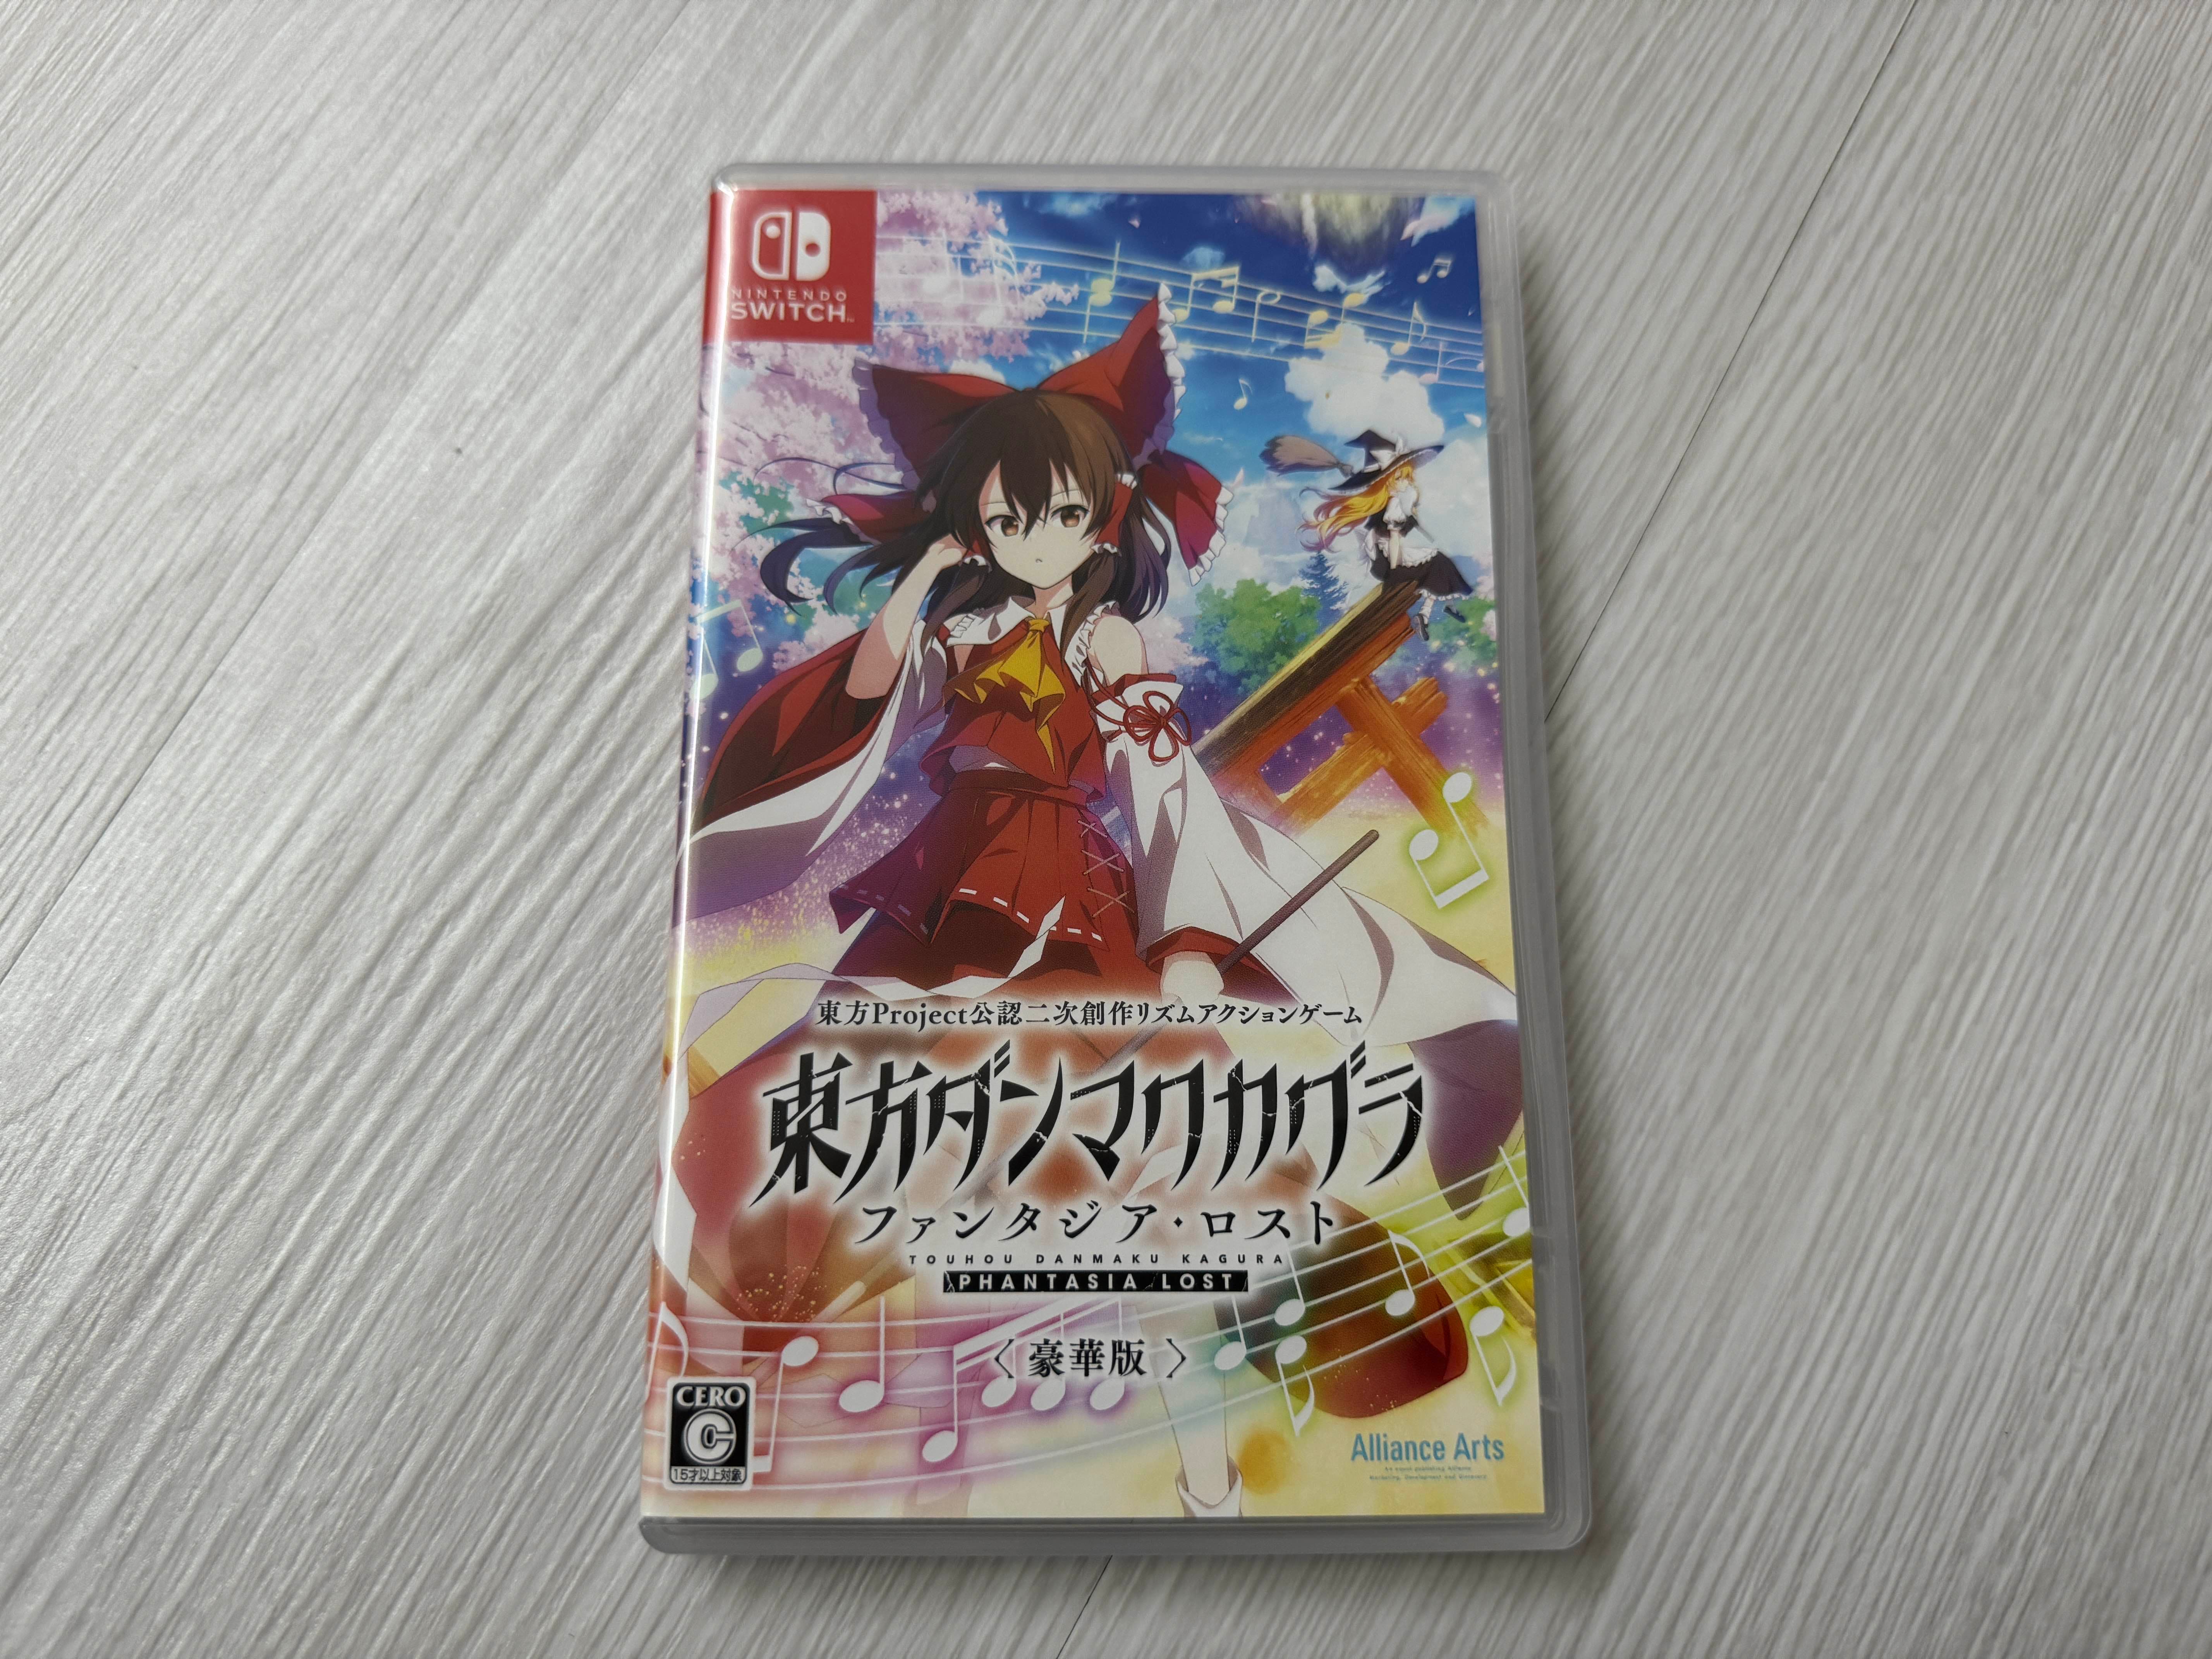 NINTENDO
SWITCH
東方Project公認二次創作リズムアクションゲーム
東方ダンマクカグラ
ファンタジア・ロスト
TOUHOU DANMAKU KAGURA
PHANTASIA LOST
〈 豪華版 〉
CERO
C
15才以上対象
Alliance Arts